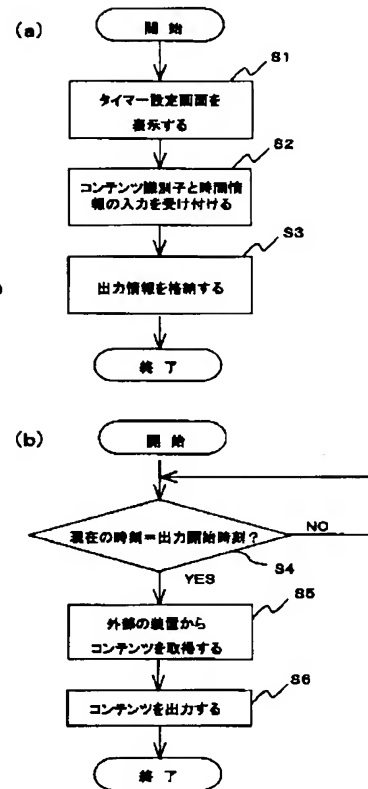 (a)
開始
S1
タイマー設定画面を
表示する
S2
コンテンツ識別子と時間情
報の入力を受け付ける
S3
出力情報を格納する
終了
(b)
開始
現在の時刻=出力開始時刻?
NO
S4
YES
S5
外部の装置から
コンテンツを取得する
S6
コンテンツを出力する
終了